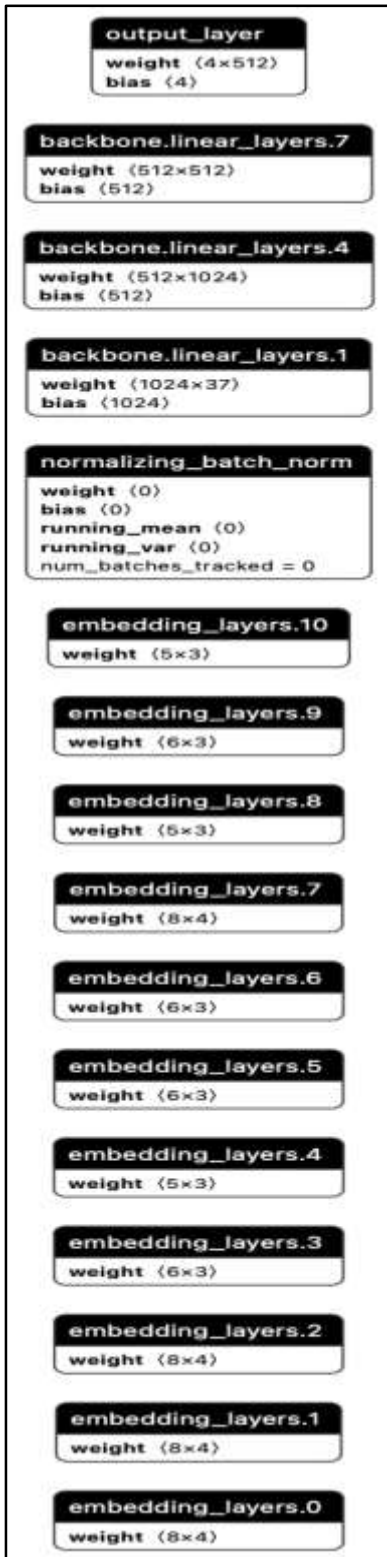 output_layer
weight ⟨4×512⟩
bias ⟨4⟩
backbone.linear_layers.7
weight ⟨512×512⟩
bias ⟨512⟩
backbone.linear_layers.4
weight ⟨512×1024⟩
bias ⟨512⟩
backbone.linear_layers.1
weight ⟨1024×37⟩
bias ⟨1024⟩
normalizing_batch_norm
weight ⟨0⟩
bias ⟨0⟩
running_mean ⟨0⟩
running_var ⟨0⟩
num_batches_tracked = 0
embedding_layers.10
weight ⟨5×3⟩
embedding_layers.9
weight ⟨6×3⟩
embedding_layers.8
weight ⟨5×3⟩
embedding_layers.7
weight ⟨8×4⟩
embedding_layers.6
weight ⟨6×3⟩
embedding_layers.5
weight ⟨6×3⟩
embedding_layers.4
weight ⟨5×3⟩
embedding_layers.3
weight ⟨6×3⟩
embedding_layers.2
weight ⟨8×4⟩
embedding_layers.1
weight ⟨8×4⟩
embedding_layers.0
weight ⟨8×4⟩